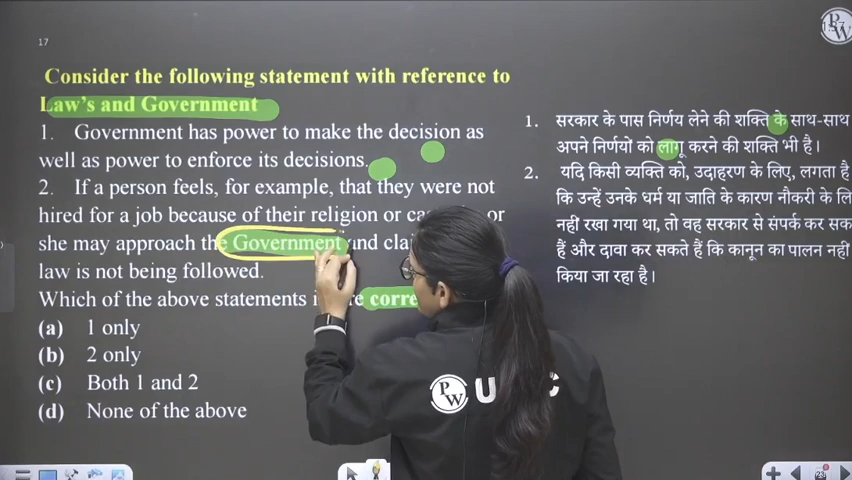 17
Consider the following statement with reference to
Law's and Government
1. Government has power to make the decision as
well as power to enforce its decisions.
2. If a person feels, for example, that they were not
hired for a job because of their religion or or
she may approach the Government and
law is not being followed.
Which of the above statements
(a) 1 only
(b) 2 only
(c) Both 1 and 2
(d) None of the above
1. सरकार के पास निर्णय लेने की शक्ति के साथ-साथ
अपने निर्णयों को लागू करने की शक्ति भी है।
2. यदि किसी व्यक्ति को, उदाहरण के लिए, लगता है
कि उन्हें उनके धर्म या जाति के कारण नौकरी के
नहीं रखा गया था, तो वह सरकार से संपर्क कर
हैं और दावा कर सकते हैं कि कानून का पालन नहीं
किया जा रहा है।
PW
PW
23